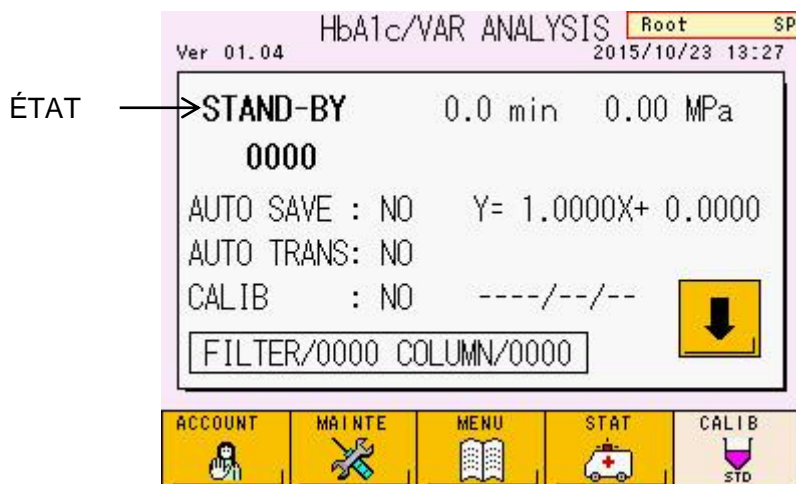 HbA1c/VAR ANALYSIS Root SP
Ver 01.04 2015/10/23 13:27
ÉTAT STAND-BY 0.0 min 0.00 MPa
0000
AUTO SAVE : NO Y= 1.0000X+ 0.0000
AUTO TRANS: NO
CALIB : NO ----/--/--
FILTER/0000 COLUMN/0000
ACCOUNT MAINTE MENU STAT CALIB
STD